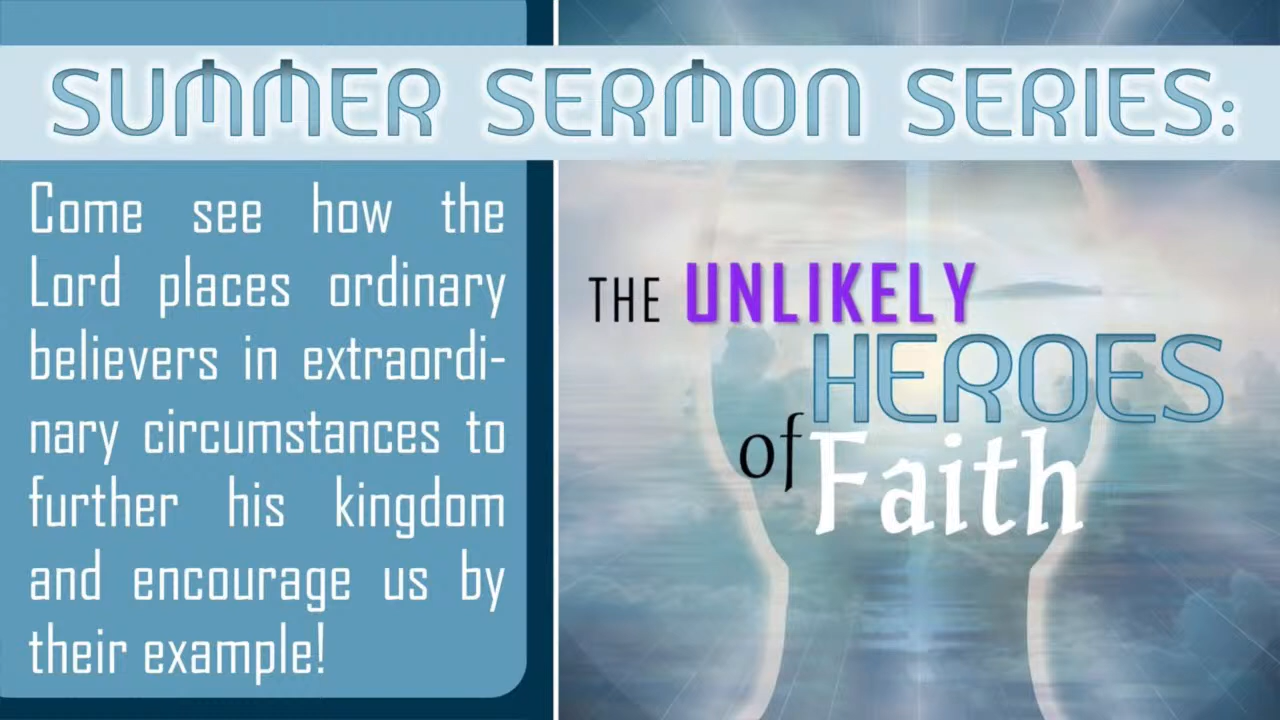 SUMMER SERMON SERIES:
Come see how the
Lord places ordinary
believers in extraordi-
nary circumstances to
further his kingdom
and encourage us by
their example!
THE UNLIKELY
HEROES
of Faith